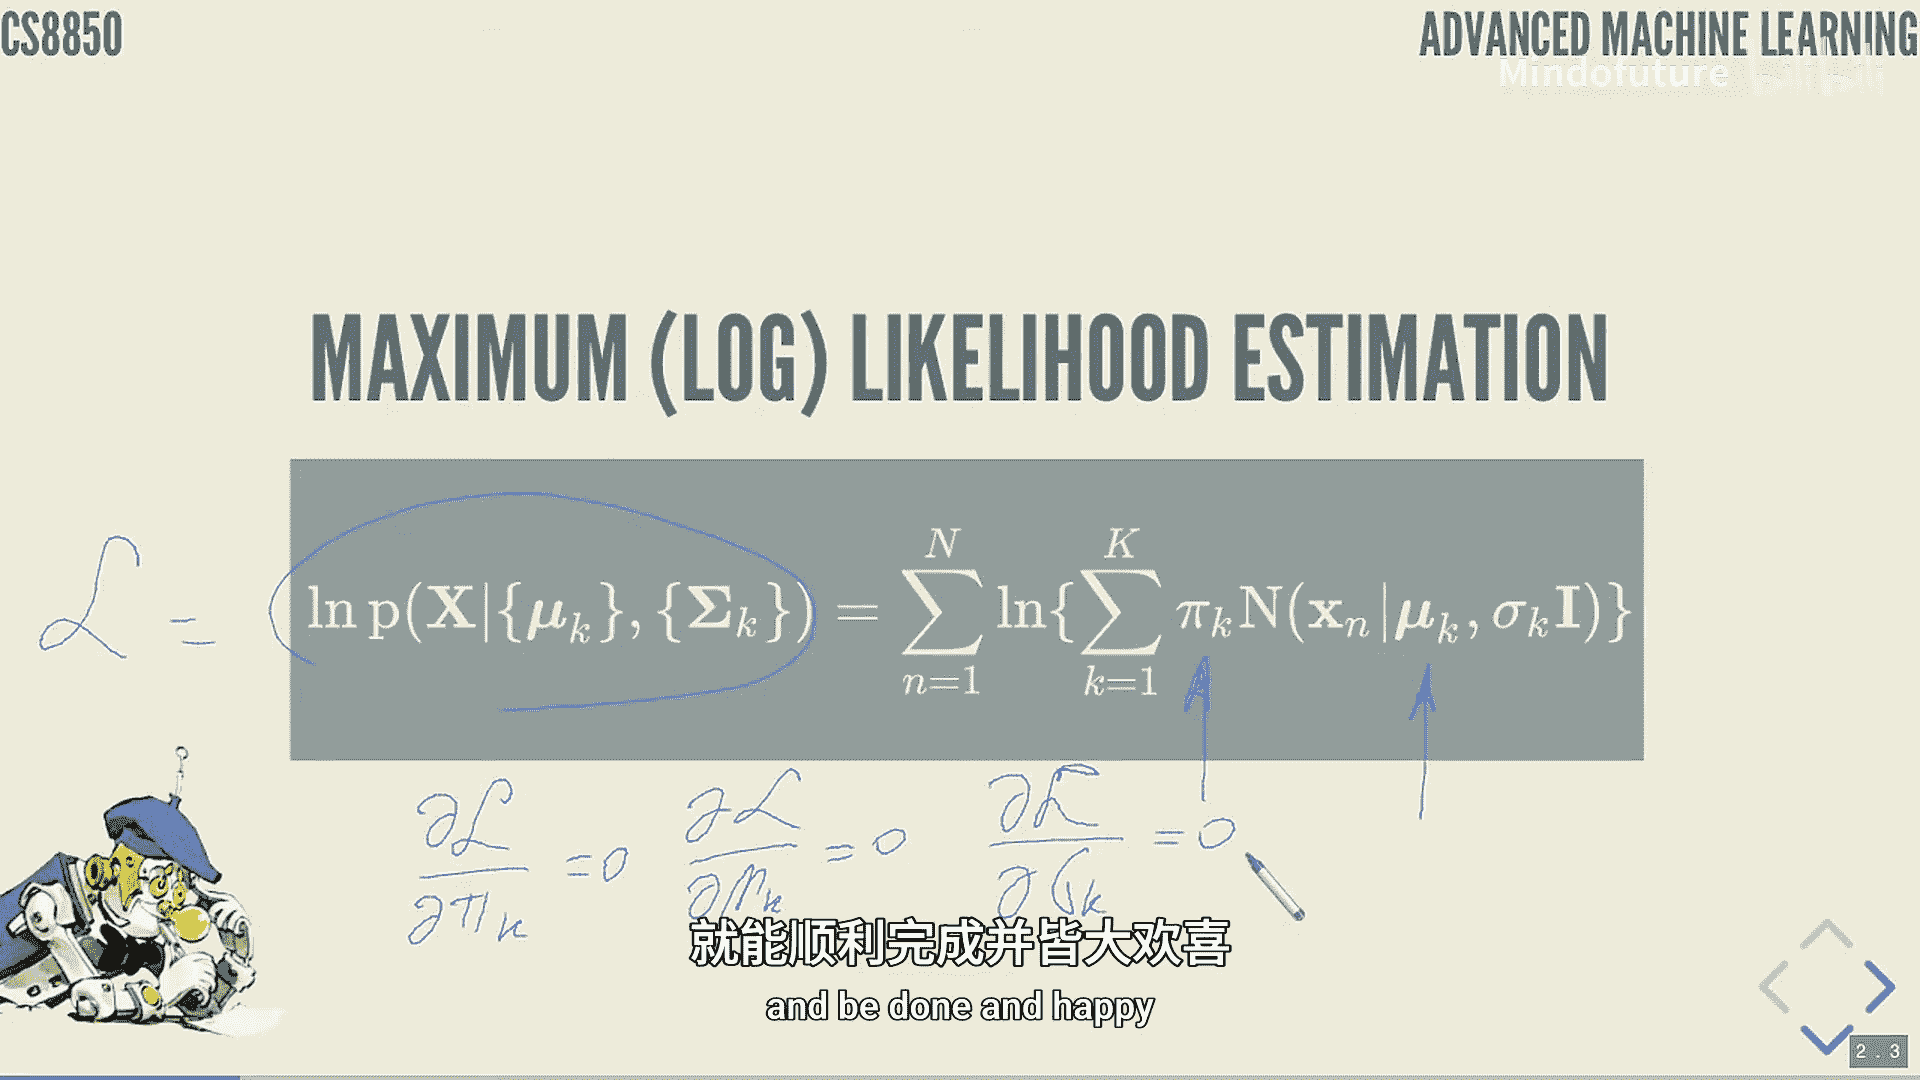 CS8850
ADVANCED MACHINE LEARNING
Mindofuture
MAXIMUM (LOG) LIKELIHOOD ESTIMATION
ℒ = ln p(X|{μ_k}, {Σ_k}) = ∑_{n=1}^{N} ln{∑_{k=1}^{K} π_k N(x_n|μ_k, σ_k I)}
∂ℒ/∂π_k =0 ∂ℒ/∂μ_k =0 ∂ℒ/∂σ_k =0
就能顺利完成并皆大欢喜
and be done and happy
2.3